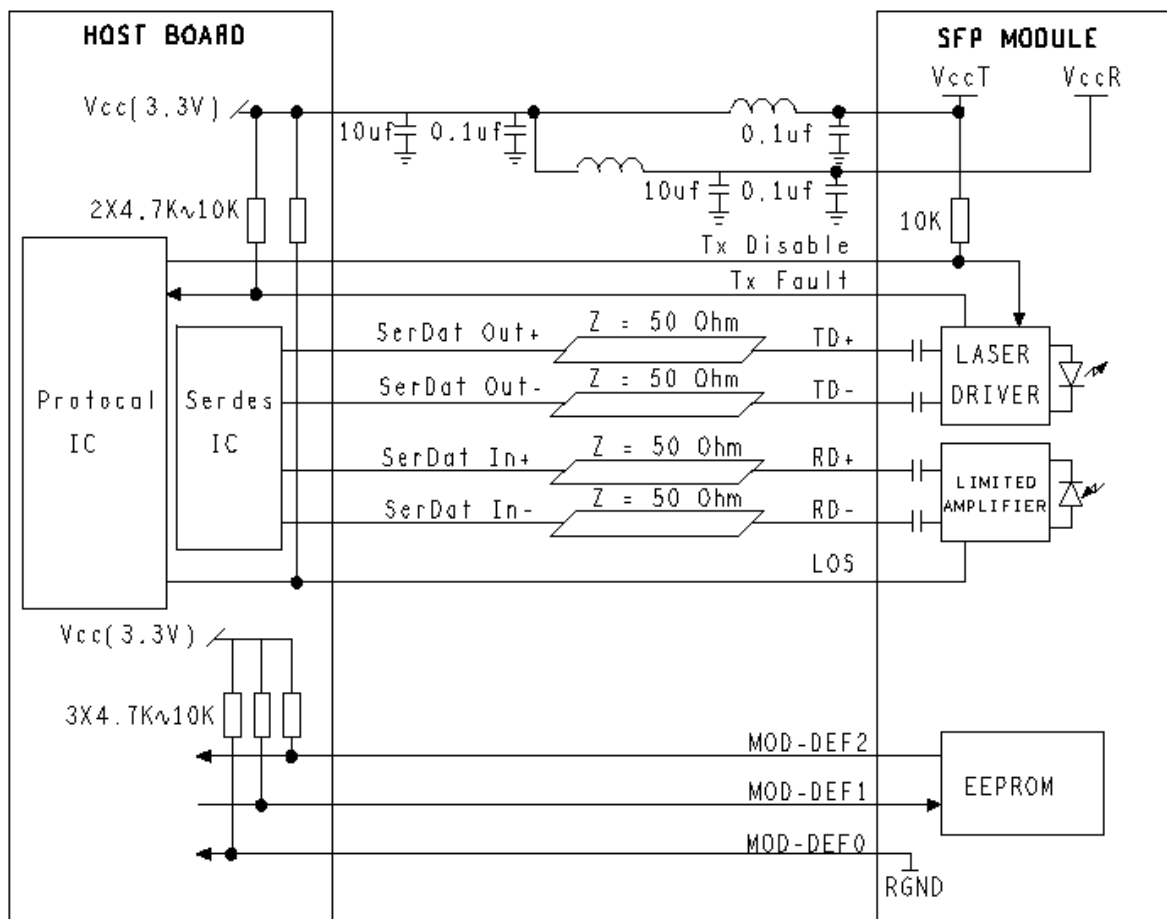 HOST BOARD
SFP MODULE
VccT
VccR
Vcc(3.3V)
10uf
0.1uf
0.1uf
10uf
0.1uf
2X4.7K~10K
10K
Tx Disable
Tx Fault
SerDat Out+
Z = 50 Ohm
TD+
LASER
DRIVER
SerDat Out-
Z = 50 Ohm
TD-
Protocal
IC
Serdes
IC
SerDat In+
Z = 50 Ohm
RD+
LIMITED
AMPLIFIER
SerDat In-
Z = 50 Ohm
RD-
LOS
Vcc(3.3V)
3X4.7K~10K
MOD-DEF2
EEPROM
MOD-DEF1
MOD-DEF0
RGND